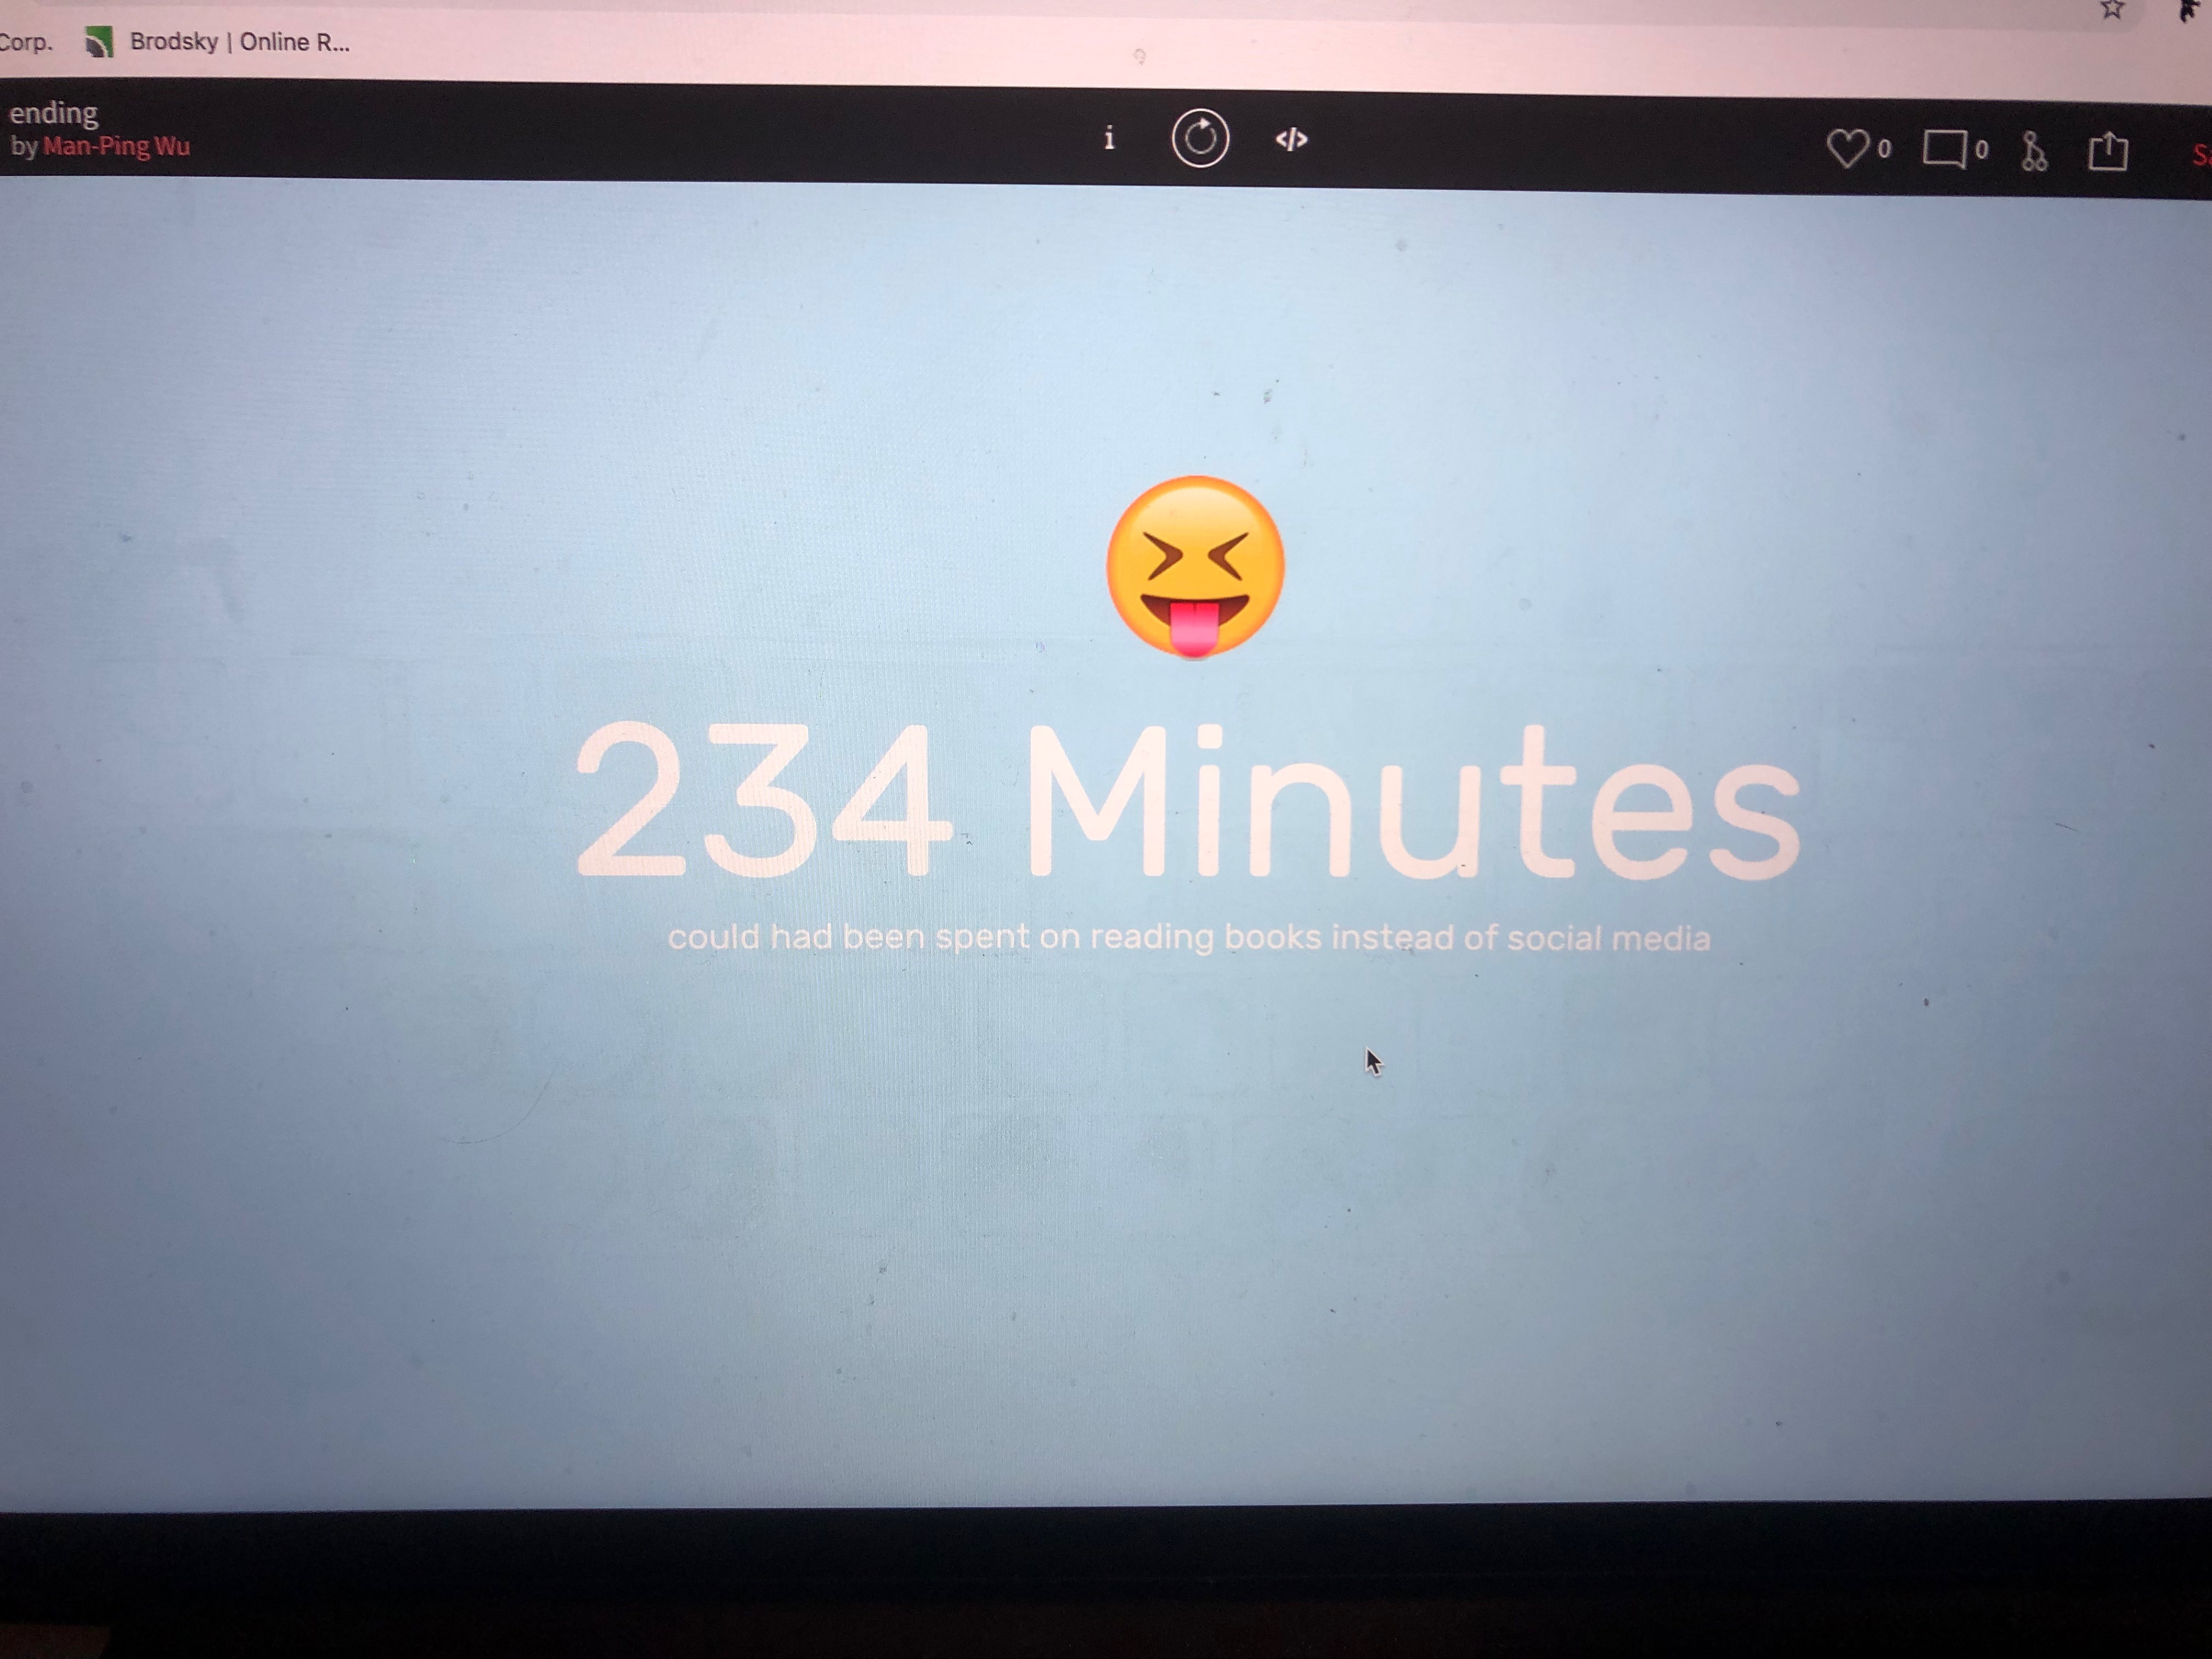 Corp. Brodsky | Online R...
ending
by Man-Ping Wu
i </> 0 0
234 Minutes
could had been spent on reading books instead of social media